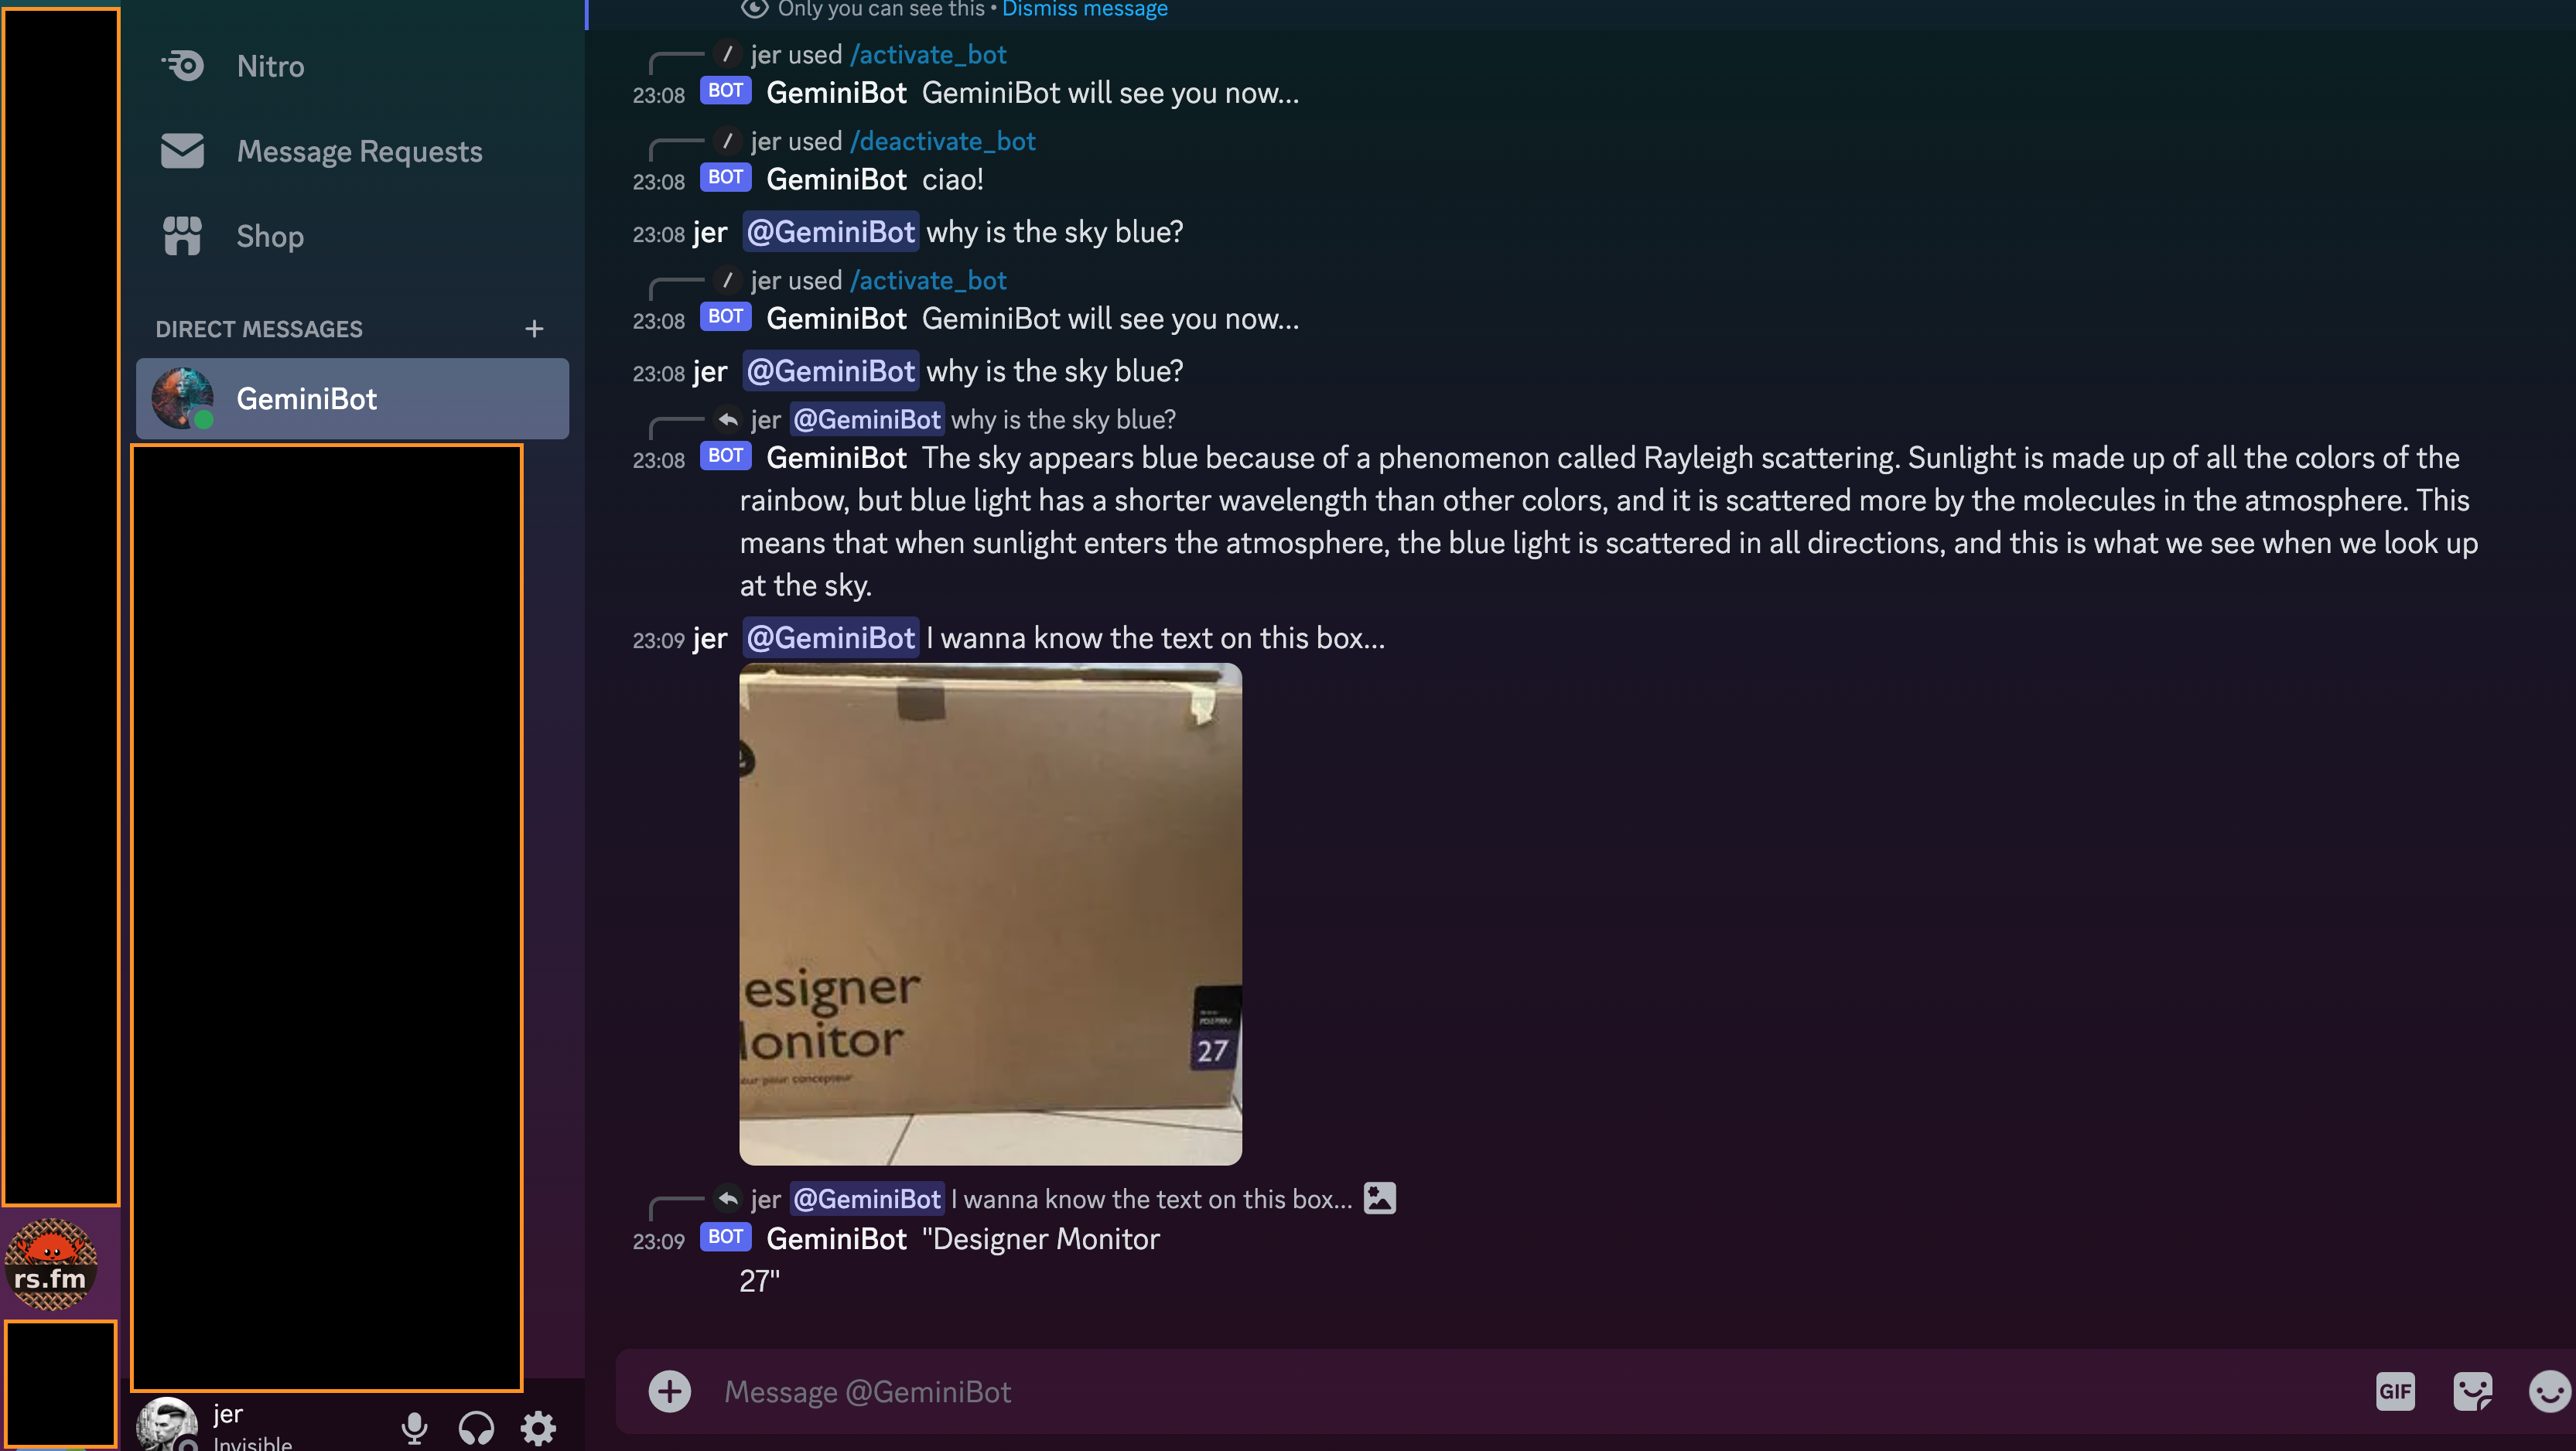 Nitro
Message Requests
Shop
DIRECT MESSAGES
GeminiBot
rs.fm
jer
Invisible
Only you can see this • Dismiss message
jer used /activate_bot
23:08 BOT GeminiBot GeminiBot will see you now...
jer used /deactivate_bot
23:08 BOT GeminiBot ciao!
23:08 jer @GeminiBot why is the sky blue?
jer used /activate_bot
23:08 BOT GeminiBot GeminiBot will see you now...
23:08 jer @GeminiBot why is the sky blue?
jer @GeminiBot why is the sky blue?
23:08 BOT GeminiBot The sky appears blue because of a phenomenon called Rayleigh scattering. Sunlight is made up of all the colors of the
rainbow, but blue light has a shorter wavelength than other colors, and it is scattered more by the molecules in the atmosphere. This
means that when sunlight enters the atmosphere, the blue light is scattered in all directions, and this is what we see when we look up
at the sky.
23:09 jer @GeminiBot I wanna know the text on this box...
esigner
onitor
eur pour concepteur
27
jer @GeminiBot I wanna know the text on this box...
23:09 BOT GeminiBot "Designer Monitor
27"
Message @GeminiBot
GIF